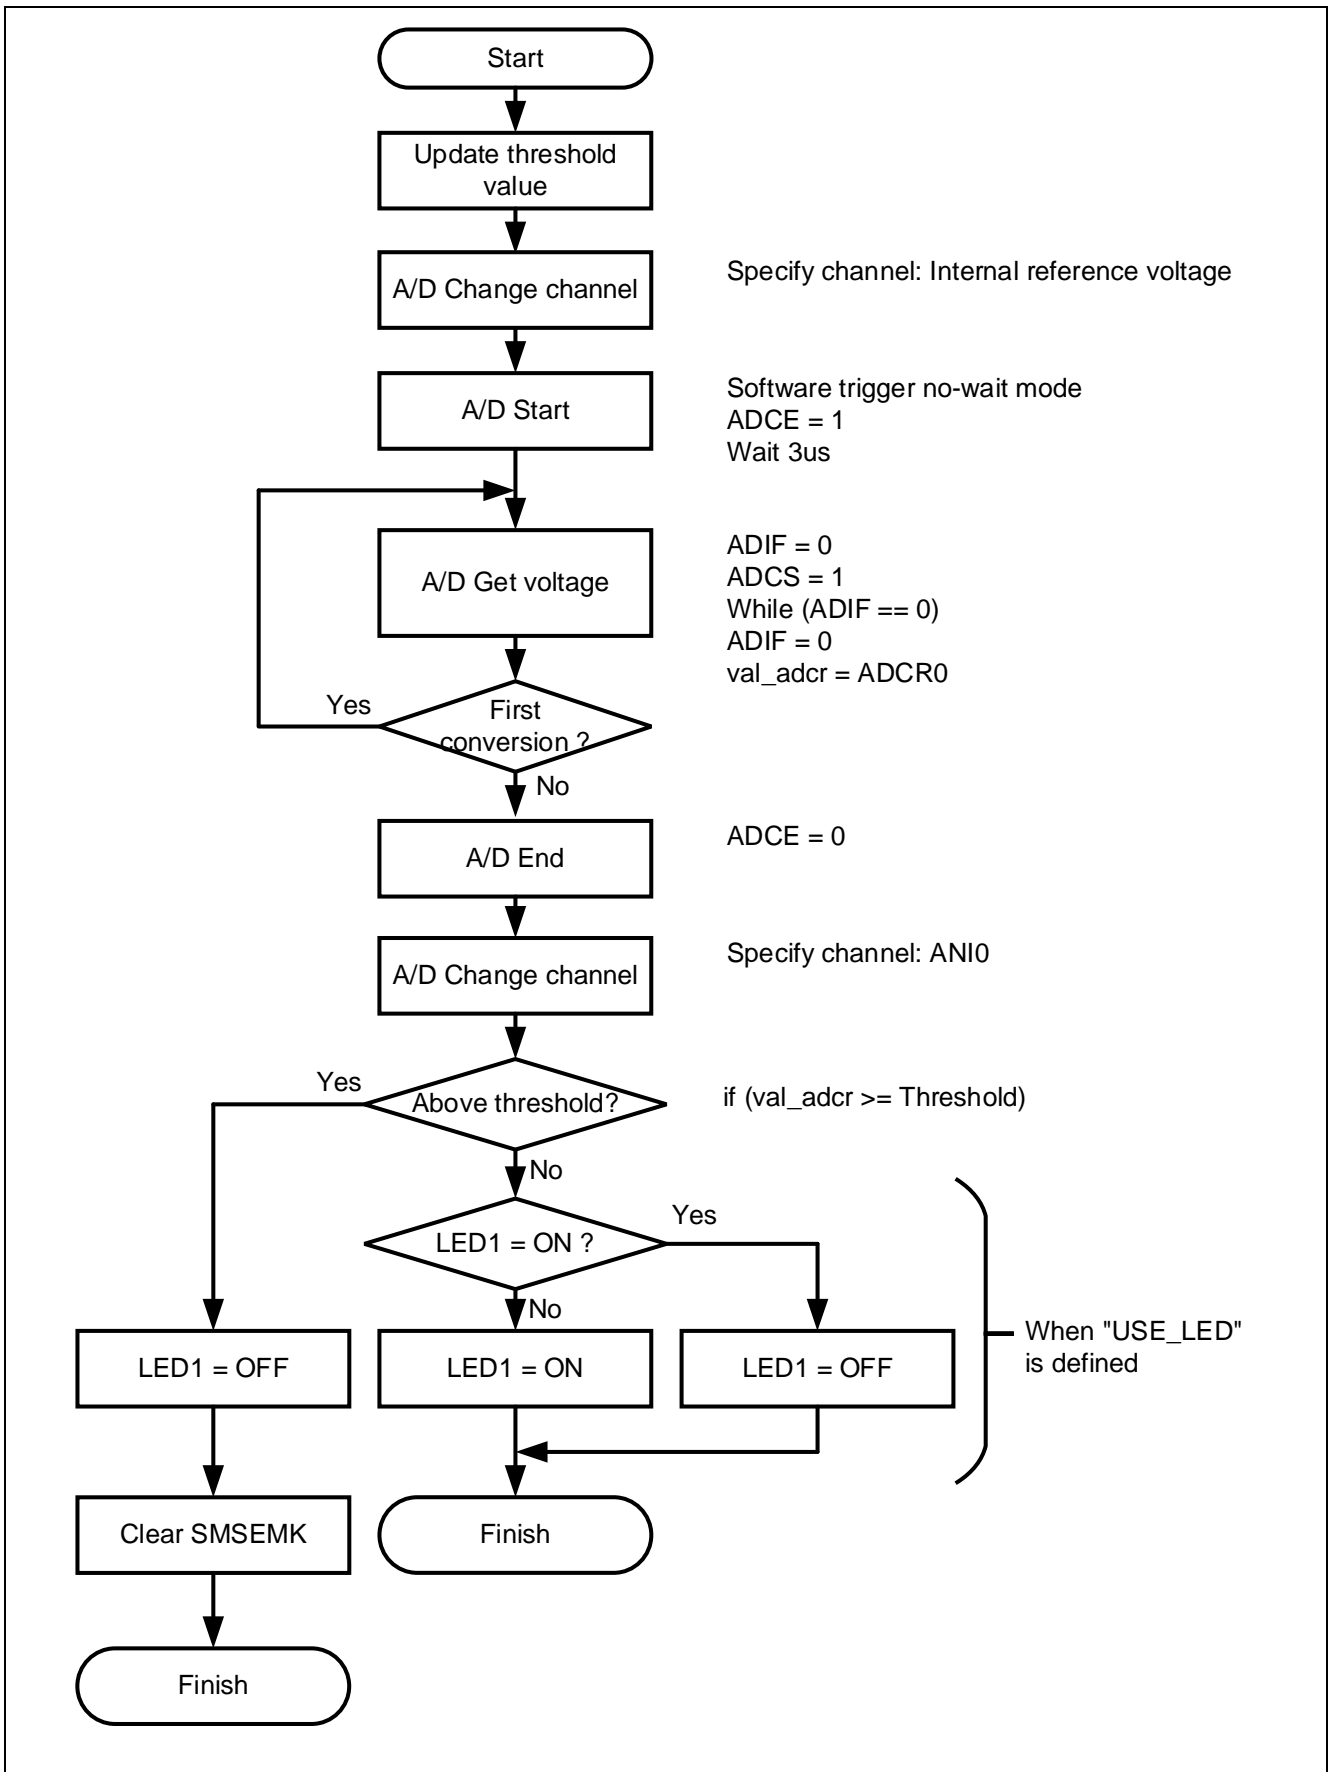 Start
Update threshold
value
A/D Change channel
Specify channel: Internal reference voltage
A/D Start
Software trigger no-wait mode
ADCE = 1
Wait 3us
A/D Get voltage
ADIF = 0
ADCS = 1
While (ADIF == 0)
ADIF = 0
val_adcr = ADCR0
Yes
First
conversion ?
No
A/D End
ADCE = 0
A/D Change channel
Specify channel: ANI0
Yes
Above threshold?
if (val_adcr >= Threshold)
No
LED1 = ON ?
Yes
No
LED1 = OFF
LED1 = ON
LED1 = OFF
When "USE_LED"
is defined
Clear SMSEMK
Finish
Finish